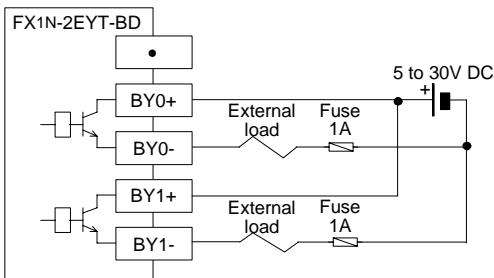 FX1N-2EYT-BD
5 to 30V DC
+
BY0+
External
load
Fuse
1A
BY0-
BY1+
External
load
Fuse
1A
BY1-